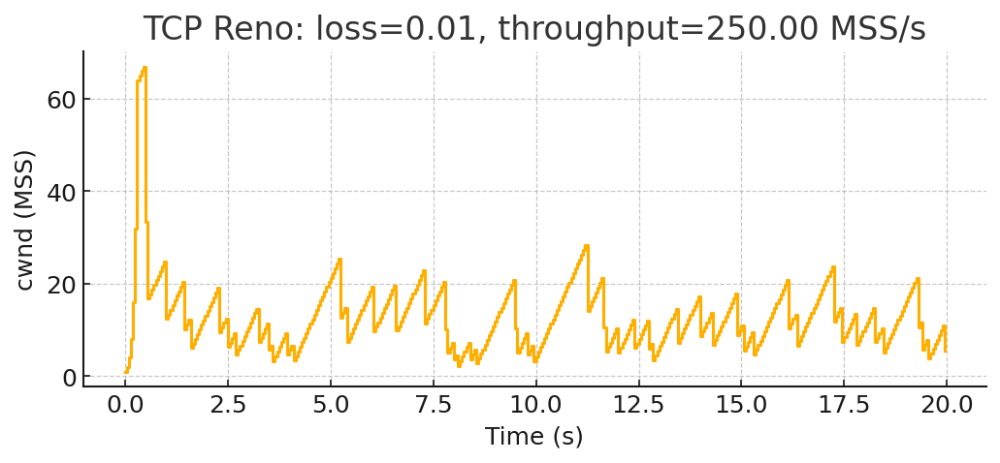 TCP Reno: loss=0.01, throughput=250.00 MSS/s
cwnd (MSS)
60
40
20
0
0.0 2.5 5.0 7.5 10.0 12.5 15.0 17.5 20.0
Time (s)